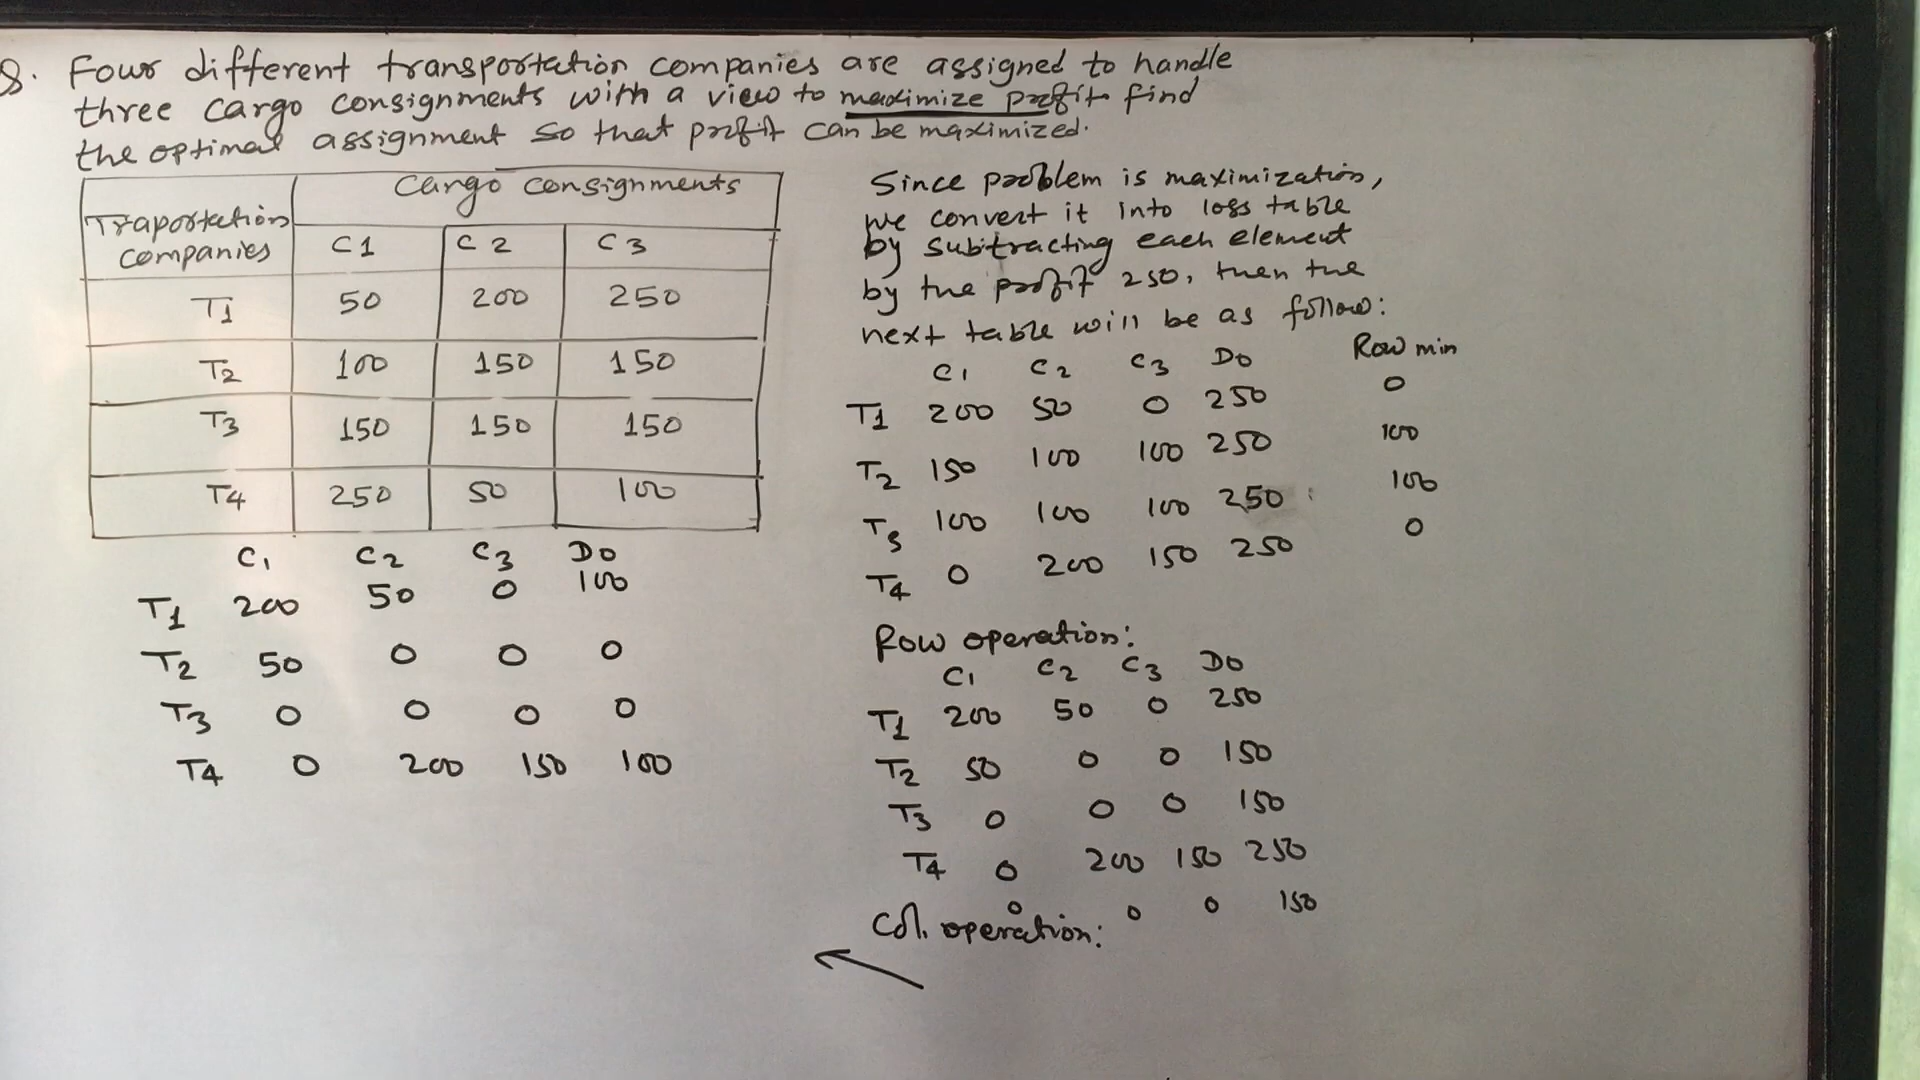 8. Four different transportation companies are assigned to handle
three cargo consignments with a view to maximize profit find
the optimal assignment so that profit can be maximized.
Traportation companies Cargo consignments
C1 C2 C3
T1 50 200 250
T2 100 150 150
T3 150 150 150
T4 250 50 100
C1 C2 C3 Do
T1 200 50 0 100
T2 50 0 0 0
T3 0 0 0 0
T4 0 200 150 100
Since problem is maximization,
we convert it into loss table
by subtracting each element
by the profit 250, then the
next table will be as follow:
C1 C2 C3 Do Row min
T1 200 50 0 250 0
T2 150 100 100 250 100
T3 100 100 100 250 100
T4 0 200 150 250 0
Row operation:
C1 C2 C3 Do
T1 200 50 0 250
T2 50 0 0 150
T3 0 0 0 150
T4 0 200 150 250
0 0 0 150
Col. operation: